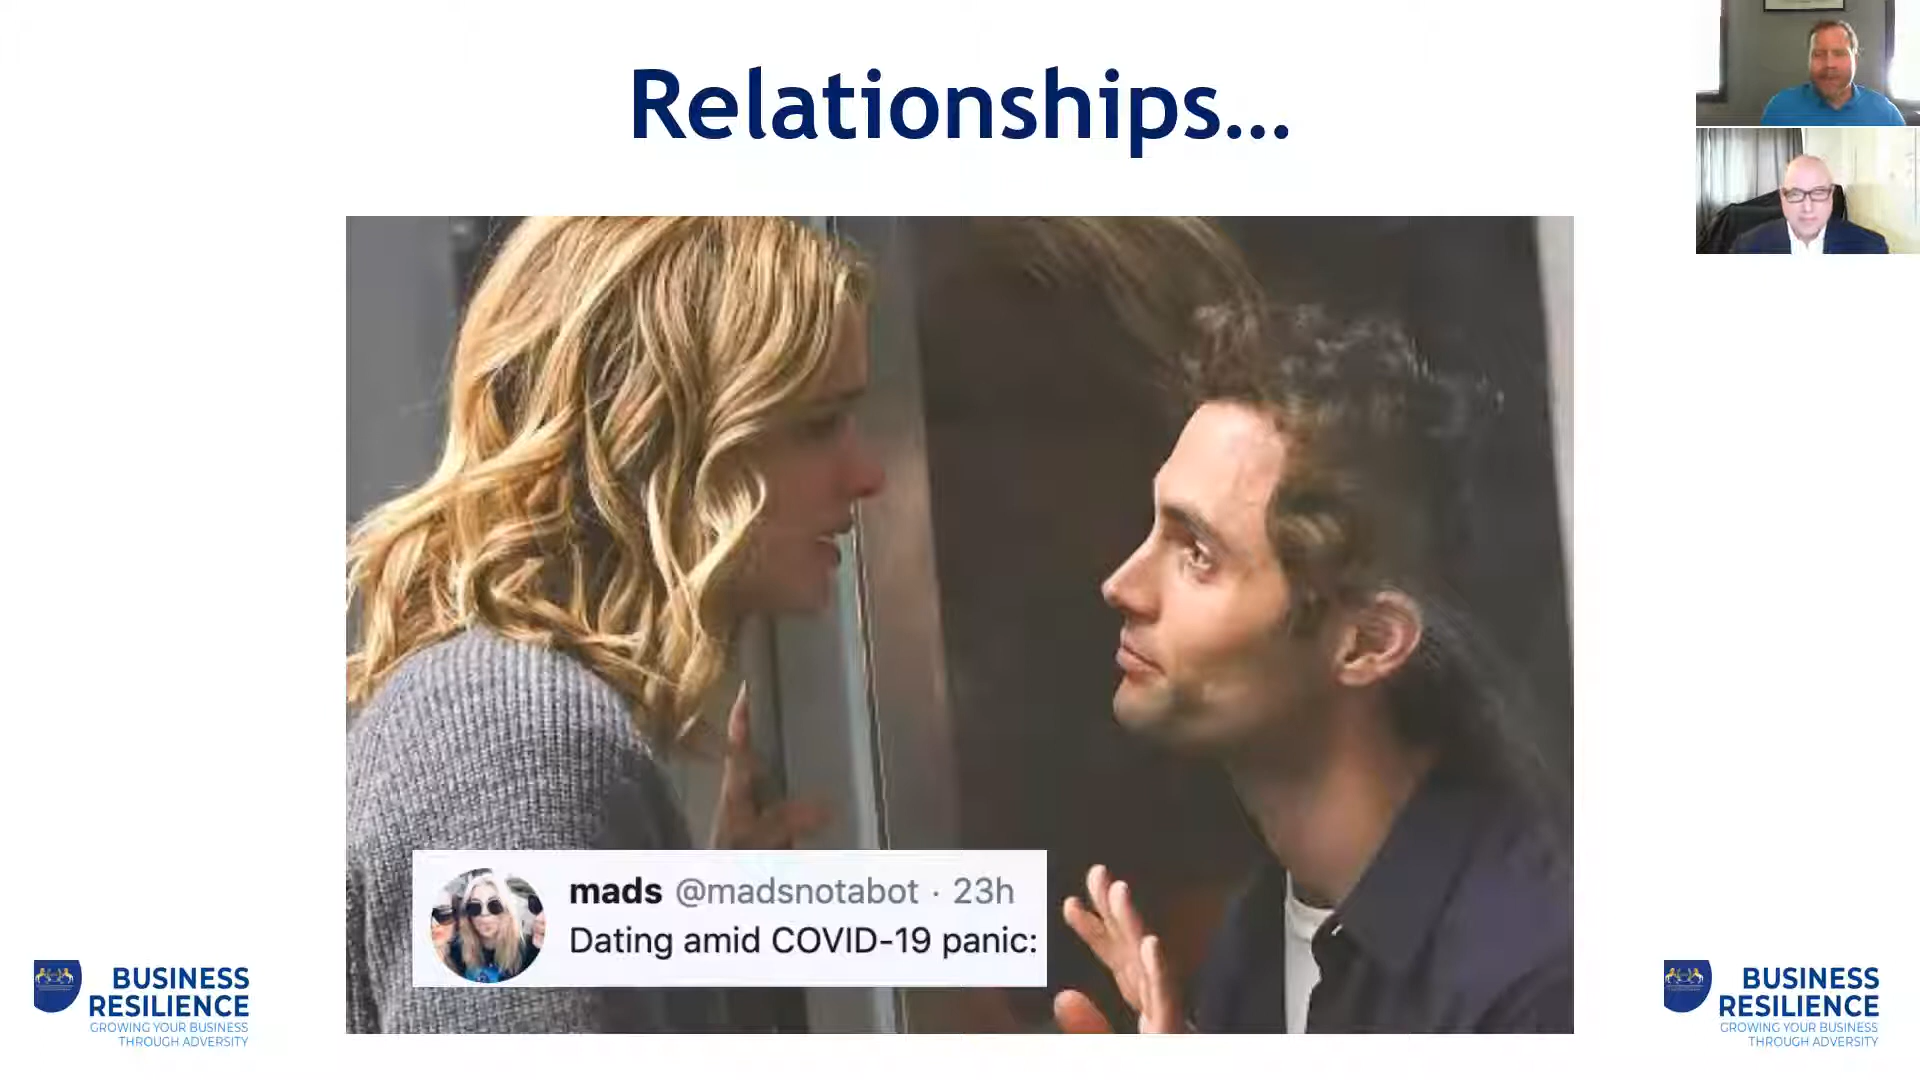 Relationships...
mads @madsnotabot · 23h
Dating amid COVID-19 panic:
BUSINESS
RESILIENCE
GROWING YOUR BUSINESS
THROUGH ADVERSITY
BUSINESS
RESILIENCE
GROWING YOUR BUSINESS
THROUGH ADVERSITY